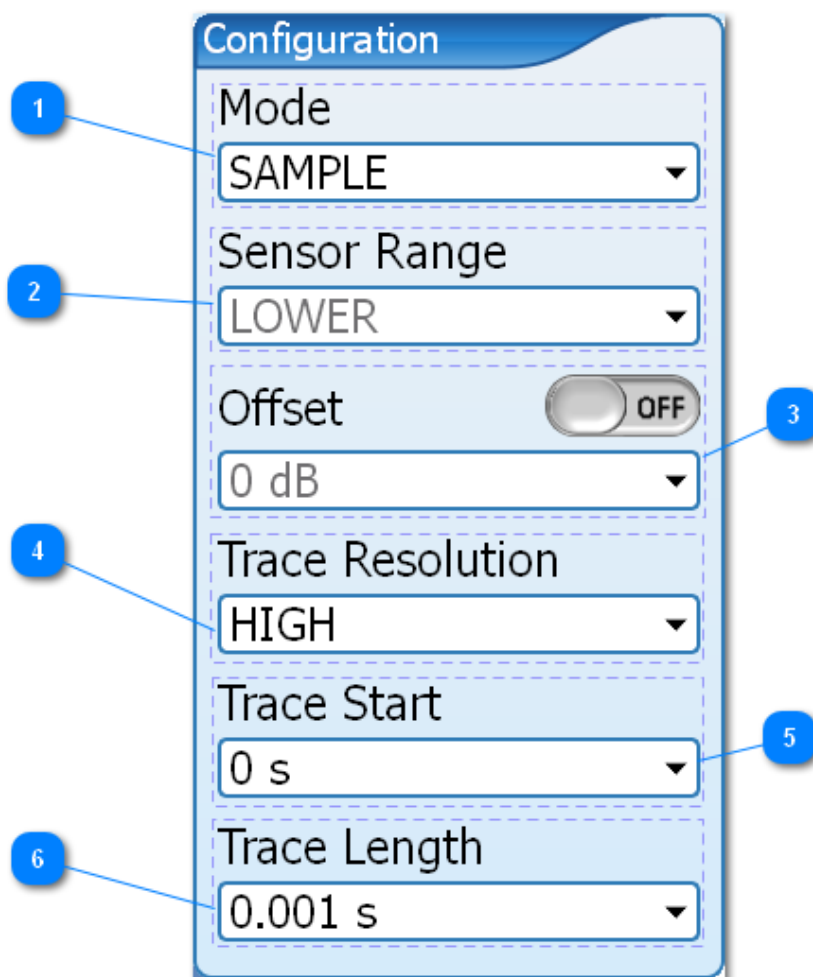 Configuration
1
Mode
SAMPLE
2
Sensor Range
LOWER
Offset
OFF
3
0 dB
4
Trace Resolution
HIGH
Trace Start
5
0 s
6
Trace Length
0.001 s